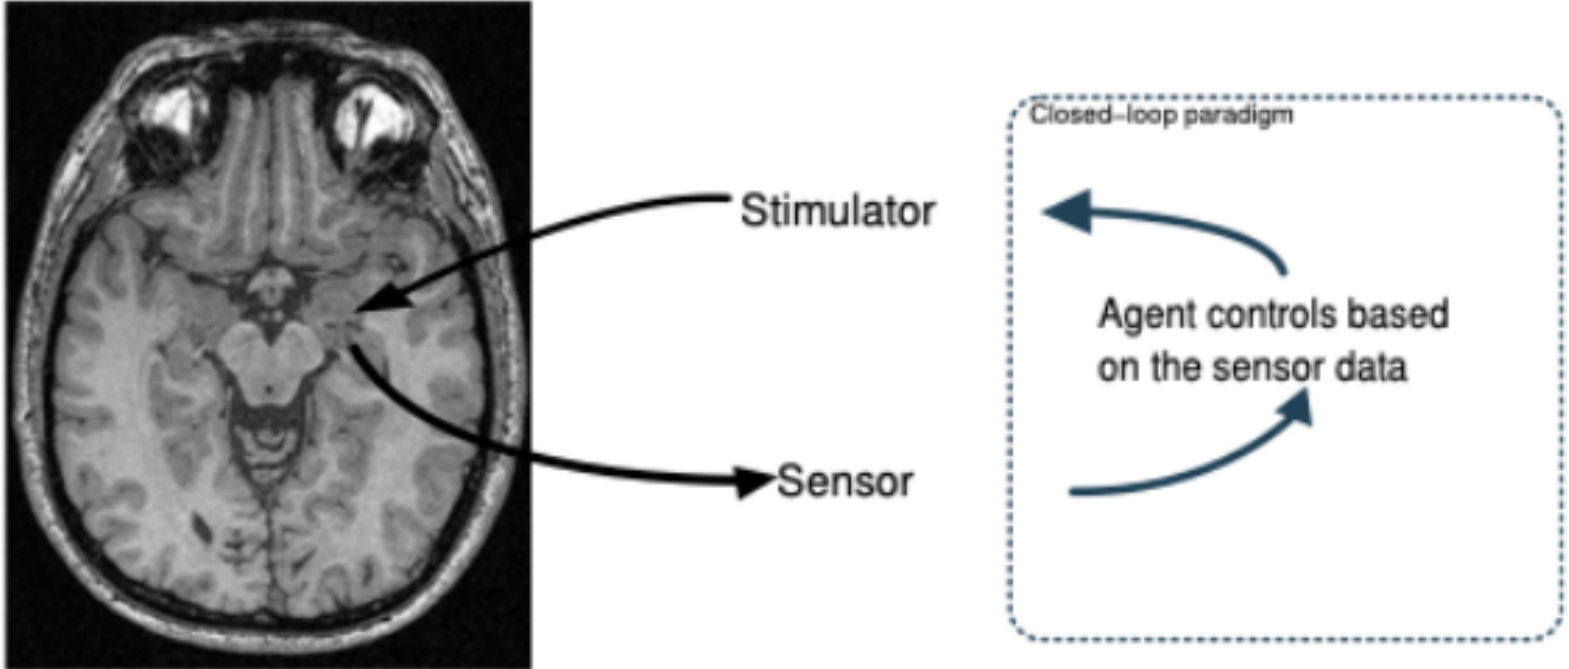 Closed–loop paradigm
Stimulator
Agent controls based
on the sensor data
Sensor